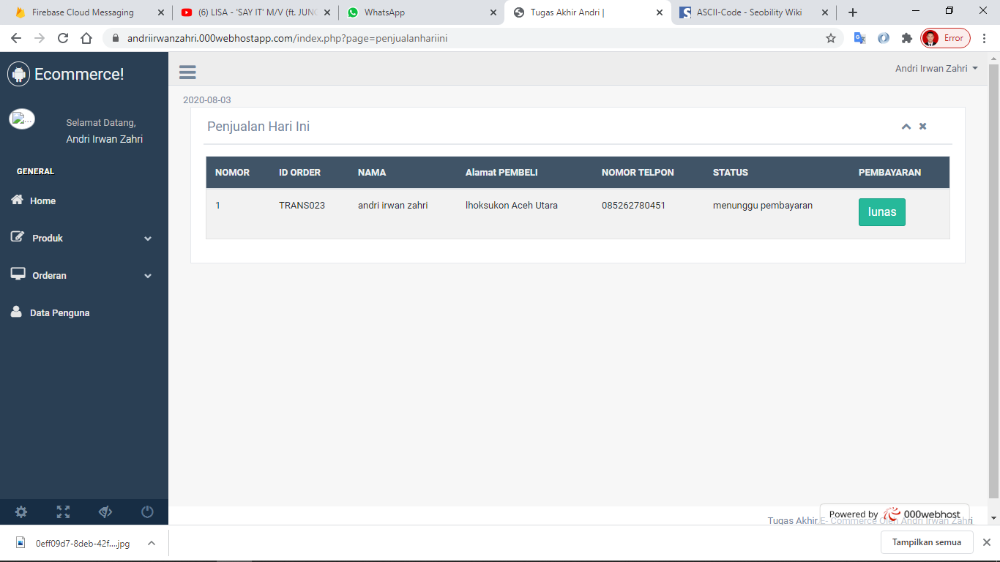 Firebase Cloud Messaging
(6) LISA - 'SAY IT' M/V (ft. JUNG
WhatsApp
Tugas Akhir Andri |
ASCII-Code - Seobility Wiki
andriirwanzahri.000webhostapp.com/index.php?page=penjualanhariini
Error
Ecommerce!
Andri Irwan Zahri
2020-08-03
Selamat Datang,
Andri Irwan Zahri
Penjualan Hari Ini
GENERAL
NOMOR ID ORDER NAMA Alamat PEMBELI NOMOR TELPON STATUS PEMBAYARAN
1 TRANS023 andri irwan zahri lhoksukon Aceh Utara 085262780451 menunggu pembayaran lunas
Home
Produk
Orderan
Data Penguna
Powered by 000webhost
Tugas Akhir E- Commerce Oleh Andri Irwan Zahri
0eff09d7-8deb-42f....jpg
Tampilkan semua